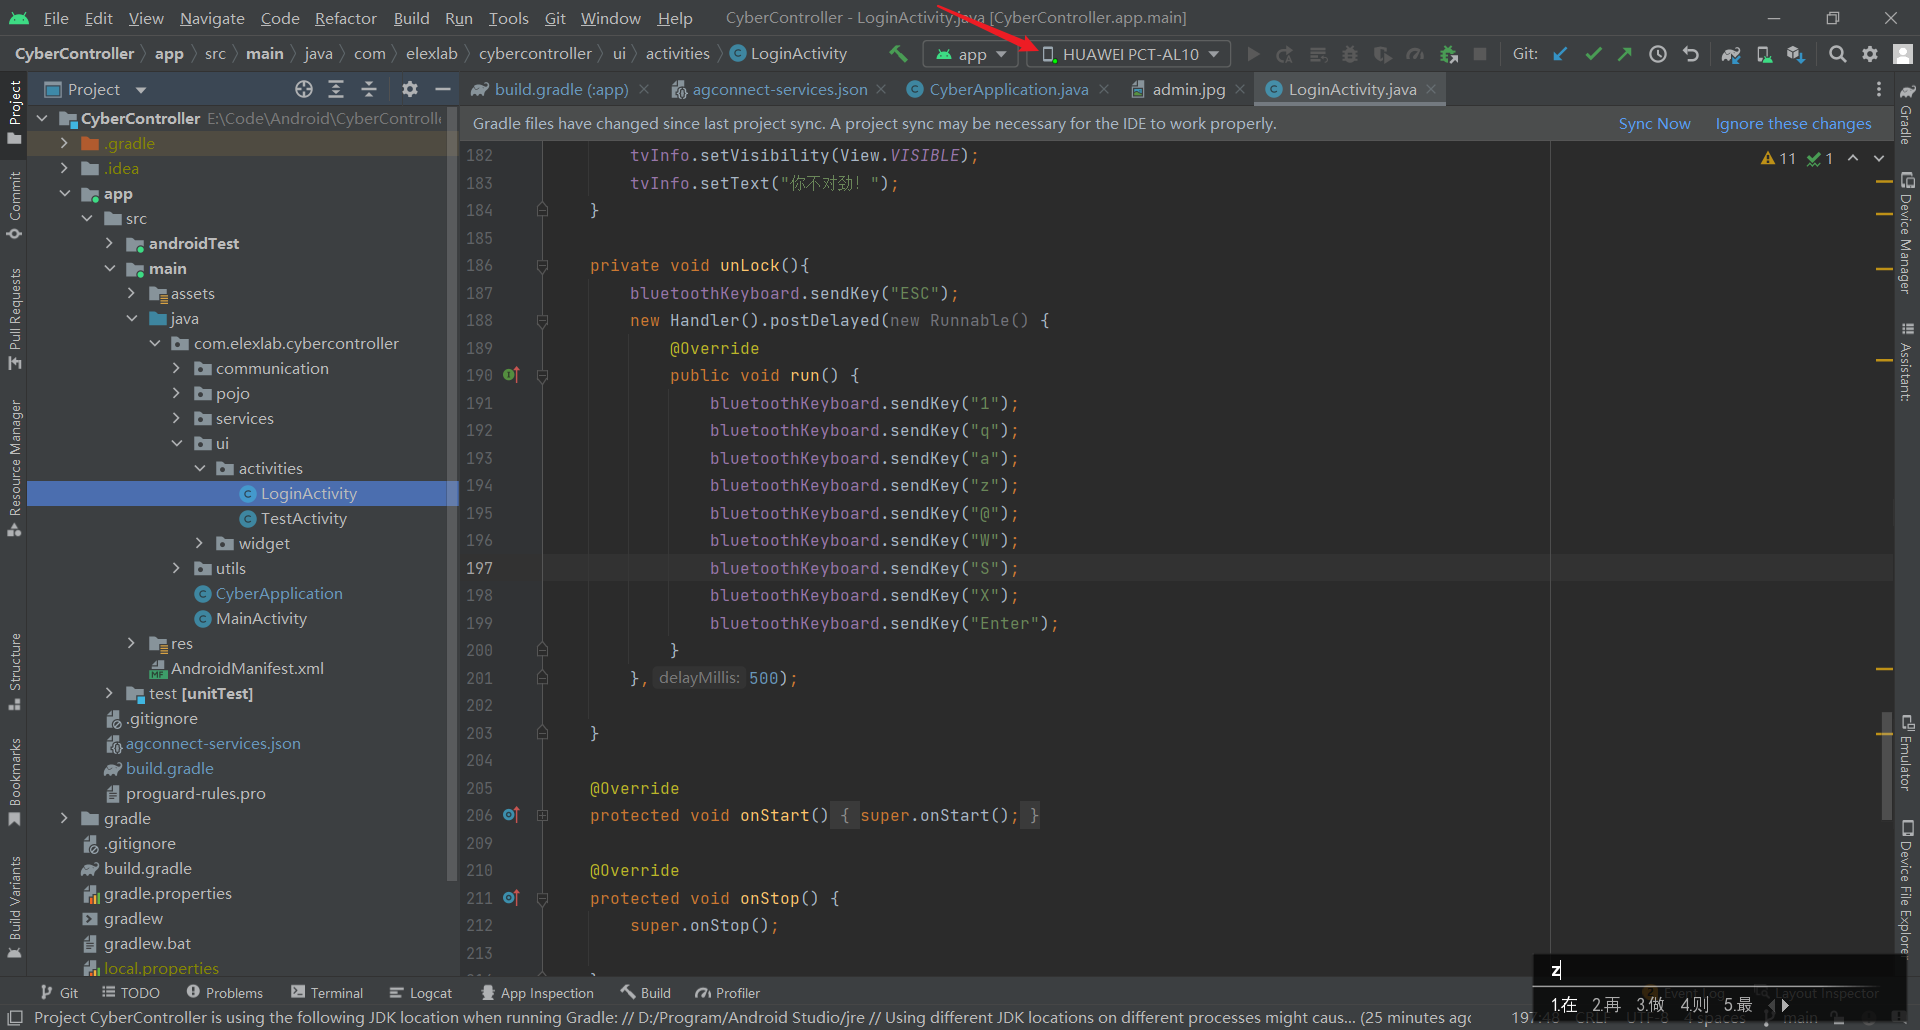 File Edit View Navigate Code Refactor Build Run Tools Git Window Help CyberController - LoginActivity.java [CyberController.app.main]
CyberController app src main java com elexlab cybercontroller ui activities LoginActivity app HUAWEI PCT-AL10 Git:
Project
build.gradle (:app) agconnect-services.json CyberApplication.java admin.jpg LoginActivity.java
Gradle files have changed since last project sync. A project sync may be necessary for the IDE to work properly. Sync Now Ignore these changes
Project
Commit
Pull Requests
Resource Manager
Structure
Bookmarks
Build Variants
CyberController E:\Code\Android\CyberControlle
.gradle
.idea
app
src
androidTest
main
assets
java
com.elexlab.cybercontroller
communication
pojo
services
ui
activities
LoginActivity
TestActivity
widget
utils
CyberApplication
MainActivity
res
AndroidManifest.xml
test [unitTest]
.gitignore
agconnect-services.json
build.gradle
proguard-rules.pro
gradle
.gitignore
build.gradle
gradle.properties
gradlew
gradlew.bat
local.properties
11 1
182 tvInfo.setVisibility(View.VISIBLE);
183 tvInfo.setText("你不对劲！");
184 }
185
186 private void unLock(){
187 bluetoothKeyboard.sendKey("ESC");
188 new Handler().postDelayed(new Runnable() {
189 @Override
190 public void run() {
191 bluetoothKeyboard.sendKey("1");
192 bluetoothKeyboard.sendKey("q");
193 bluetoothKeyboard.sendKey("a");
194 bluetoothKeyboard.sendKey("z");
195 bluetoothKeyboard.sendKey("@");
196 bluetoothKeyboard.sendKey("W");
197 bluetoothKeyboard.sendKey("S");
198 bluetoothKeyboard.sendKey("X");
199 bluetoothKeyboard.sendKey("Enter");
200 }
201 }, delayMillis: 500);
202
203 }
204
205 @Override
206 protected void onStart() { super.onStart(); }
209
210 @Override
211 protected void onStop() {
212 super.onStop();
213
Gradle
Device Manager
Assistant:
Emulator
Device File Explorer
z
1.在 2.再 3.做 4.则 5.最
Git TODO Problems Terminal Logcat App Inspection Build Profiler Event Log Layout Inspector
Project CyberController is using the following JDK location when running Gradle: // D:/Program/Android Studio/jre // Using different JDK locations on different processes might caus... (25 minutes ago 197:48 CRLF UTF-8 4 spaces main